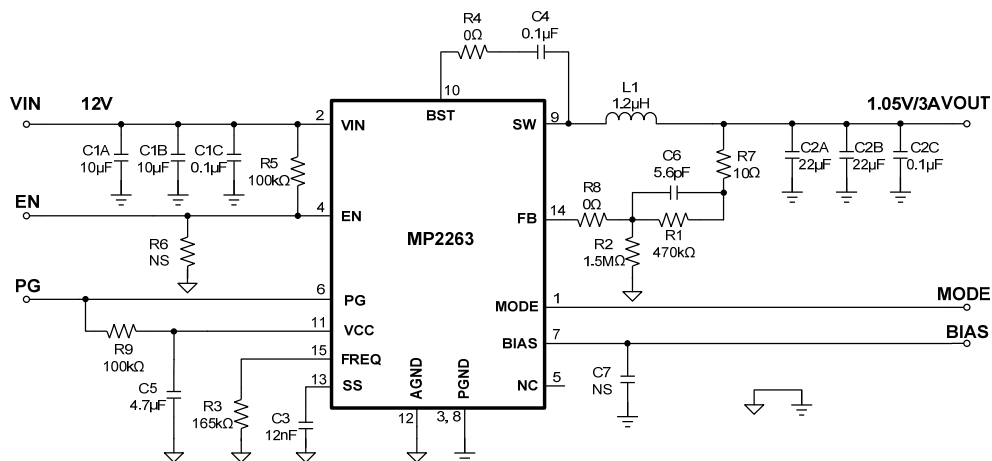 R4
0Ω
C4
0.1µF
10
BST
VIN
12V
2
VIN
SW
9
L1
1.2µH
1.05V/3A VOUT
C1A
10µF
C1B
10µF
C1C
0.1µF
R5
100kΩ
C6
5.6pF
R7
10Ω
C2A
22µF
C2B
22µF
C2C
0.1µF
EN
4
EN
R6
NS
MP2263
FB
14
R8
0Ω
R2
1.5MΩ
R1
470kΩ
PG
6
PG
MODE
1
MODE
11
VCC
BIAS
7
BIAS
R9
100kΩ
15
FREQ
13
SS
NC
5
C7
NS
C5
4.7µF
R3
165kΩ
C3
12nF
AGND
PGND
12
3, 8